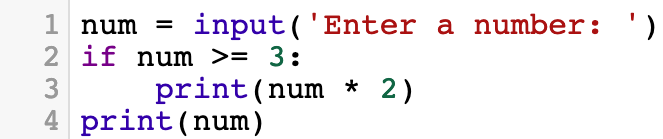 1 num = input('Enter a number: ')
2 if num >= 3:
3     print(num * 2)
4 print(num)